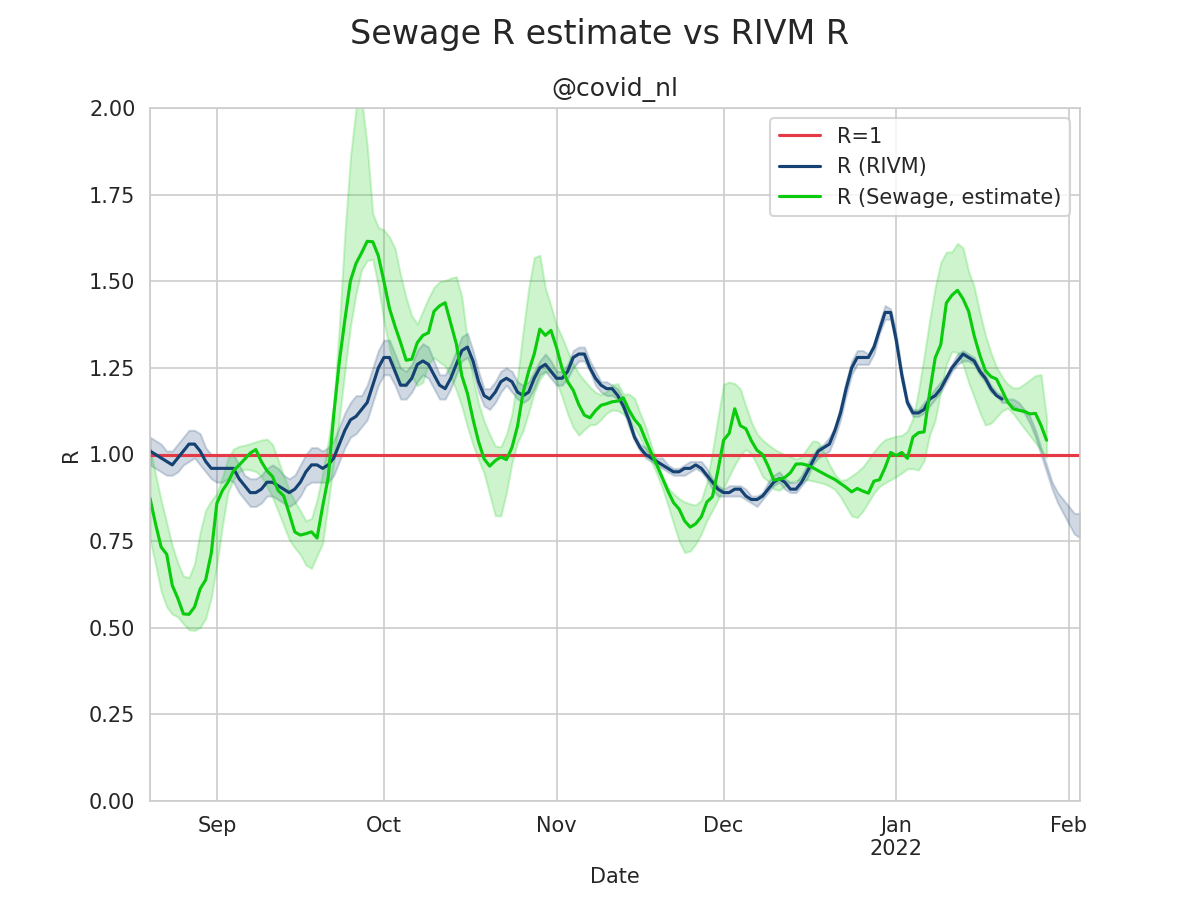 Sewage R estimate vs RIVM R
@covid_nl
R=1
R (RIVM)
R (Sewage, estimate)
2.00
1.75
1.50
1.25
1.00
0.75
0.50
0.25
0.00
R
Sep
Oct
Nov
Dec
Jan
2022
Feb
Date